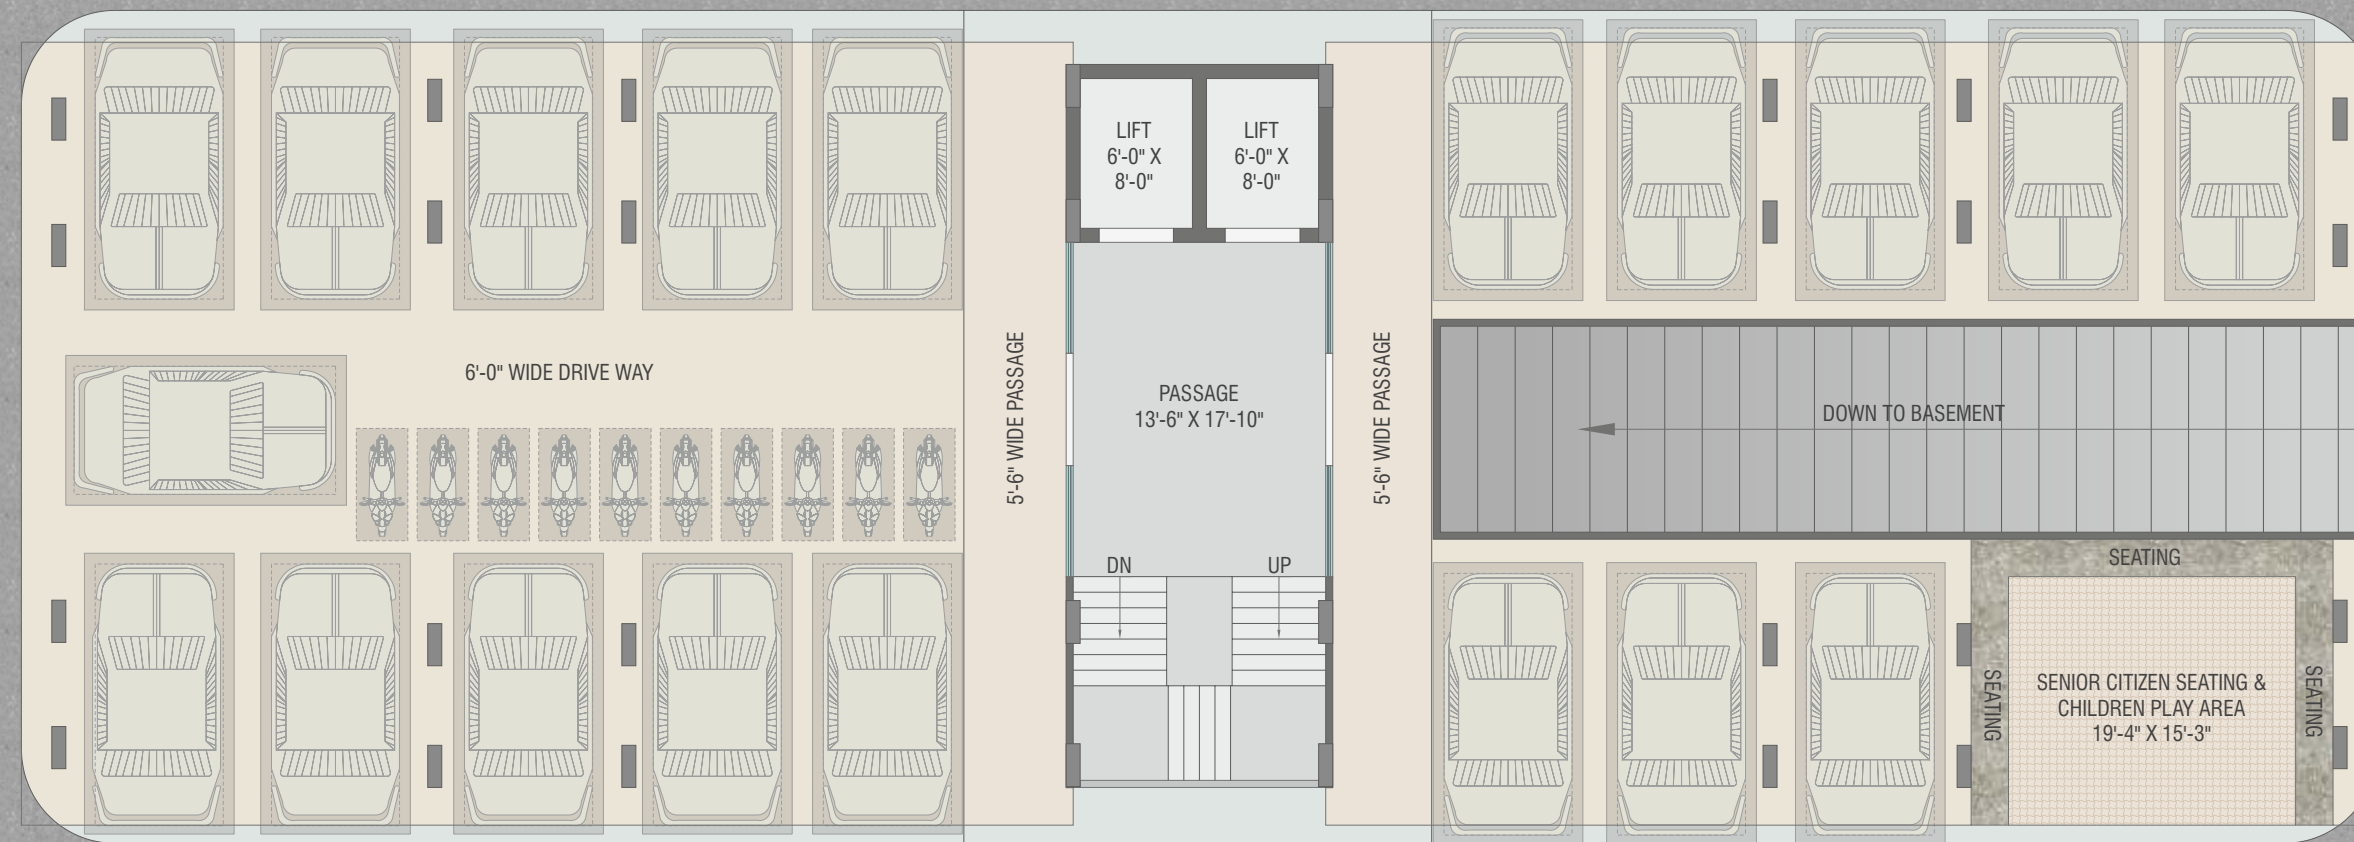 LIFT
6'-0" X
8'-0"
LIFT
6'-0" X
8'-0"
6'-0" WIDE DRIVE WAY
5'-6" WIDE PASSAGE
PASSAGE
13'-6" X 17'-10"
5'-6" WIDE PASSAGE
DOWN TO BASEMENT
DN
UP
SEATING
SEATING
SENIOR CITIZEN SEATING &
CHILDREN PLAY AREA
19'-4" X 15'-3"
SEATING